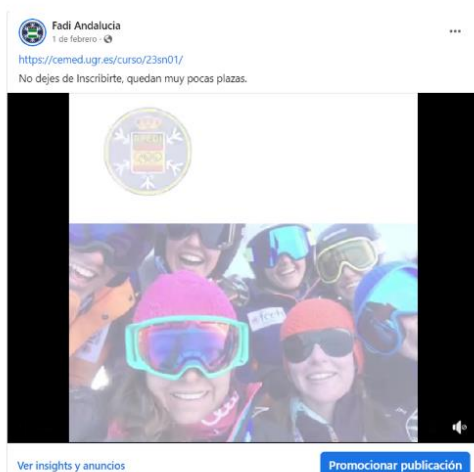 Fadi Andalucia
1 de febrero ·
https://cemed.ugr.es/curso/23sn01/
No dejes de Inscribirte, quedan muy pocas plazas.
RFEDI
Ver insights y anuncios
Promocionar publicación